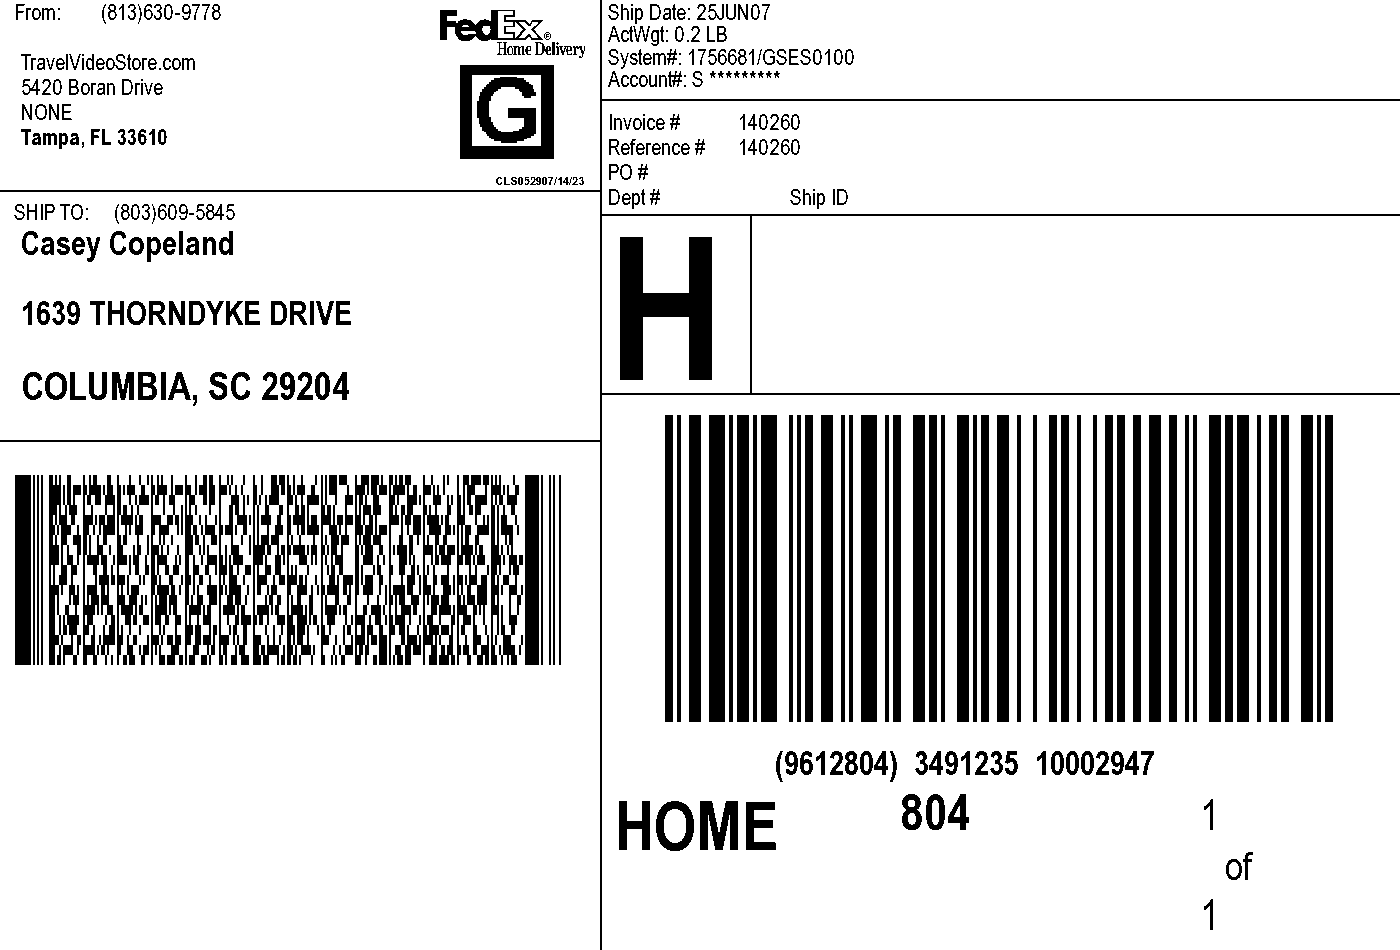 From: (813)630-9778
TravelVideoStore.com
5420 Boran Drive
NONE
Tampa, FL 33610
FedEx®
Home Delivery
G
CLS052907/14/23
SHIP TO: (803)609-5845
Casey Copeland
1639 THORNDYKE DRIVE
COLUMBIA, SC 29204
Ship Date: 25JUN07
ActWgt: 0.2 LB
System#: 1756681/GSES0100
Account#: S *********
Invoice # 140260
Reference # 140260
PO #
Dept # Ship ID
H
(9612804) 3491235 10002947
HOME 804 1
of
1